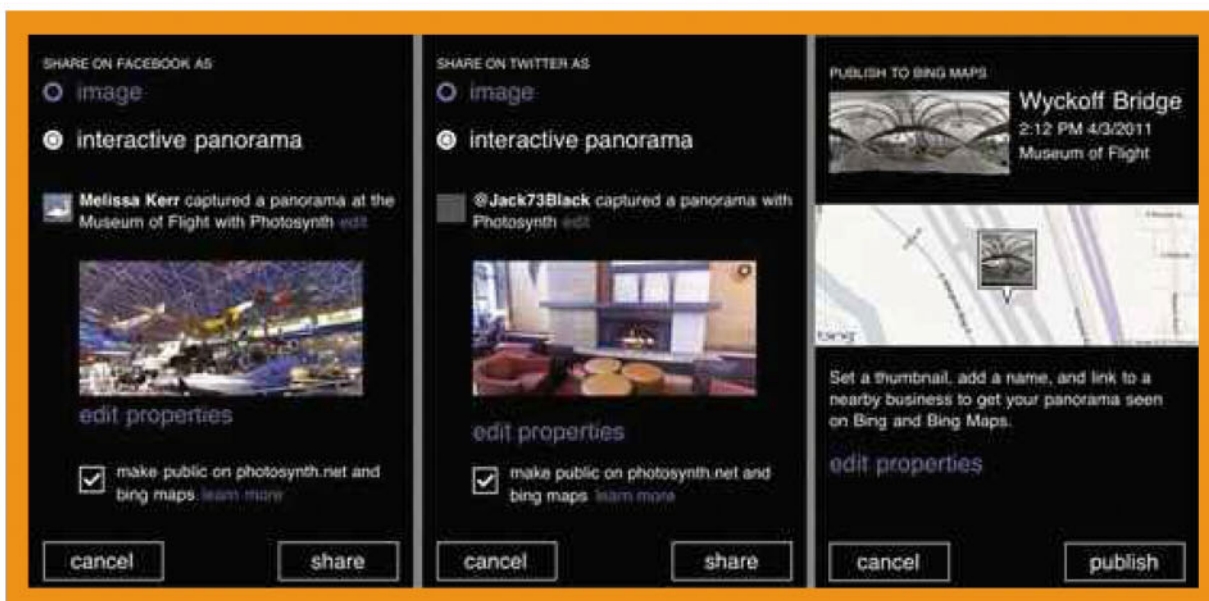 SHARE ON FACEBOOK AS
image
interactive panorama
Melissa Kerr captured a panorama at the
Museum of Flight with Photosynth edit
edit properties
make public on photosynth.net and
bing maps learn more
cancel
share
SHARE ON TWITTER AS
image
interactive panorama
@Jack73Black captured a panorama with
Photosynth edit
edit properties
make public on photosynth.net and
bing maps learn more
cancel
share
PUBLISH TO BING MAPS
Wyckoff Bridge
2:12 PM 4/3/2011
Museum of Flight
bing
Set a thumbnail, add a name, and link to a
nearby business to get your panorama seen
on Bing and Bing Maps.
edit properties
cancel
publish